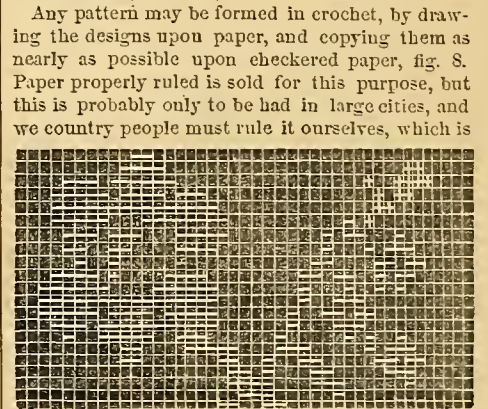 Any pattern may be formed in crochet, by draw-
ing the designs upon paper, and copying them as
nearly as possible upon checkered paper, fig. 8.
Paper properly ruled is sold for this purpose, but
this is probably only to be had in large cities, and
we country people must rule it ourselves, which is